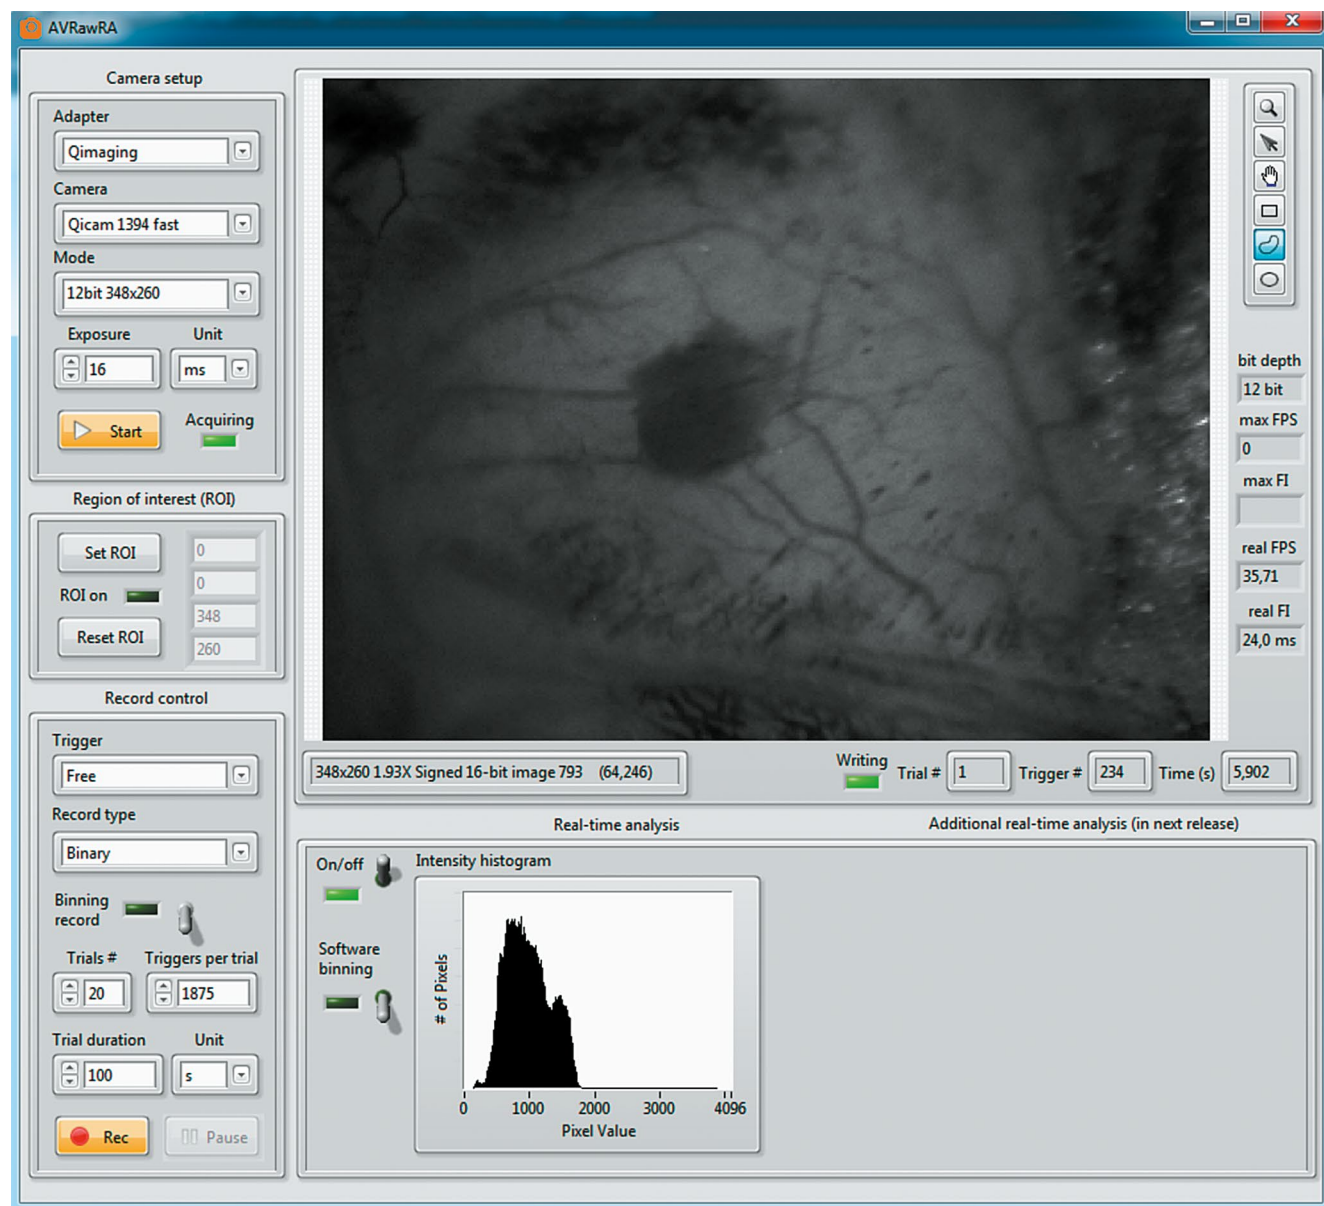 AVRawRA
Camera setup
Adapter
Qimaging
Camera
Qicam 1394 fast
Mode
12bit 348x260
Exposure Unit
16 ms
Start Acquiring
Region of interest (ROI)
Set ROI 0
ROI on 0
348
Reset ROI
260
Record control
Trigger
Free
Record type
Binary
Binning
record
Trials # Triggers per trial
20 1875
Trial duration Unit
100 s
Rec Pause
bit depth
12 bit
max FPS
0
max FI
real FPS
35,71
real FI
24,0 ms
348x260 1.93X Signed 16-bit image 793 (64,246)
Writing Trial # 1 Trigger # 234 Time (s) 5,902
Real-time analysis
Additional real-time analysis (in next release)
On/off
Software
binning
Intensity histogram
# of Pixels
0 1000 2000 3000 4096
Pixel Value